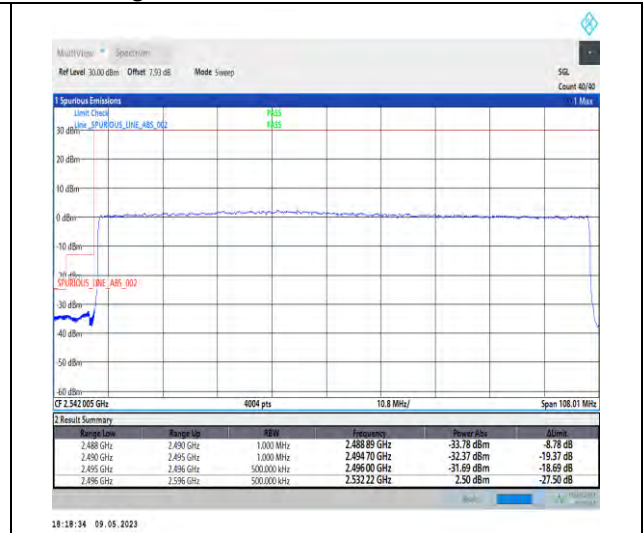 MultiView Spectrum
Ref Level 30.00 dBm Offset 7.93 dB Mode Sweep SGL
Count 40/40
1 Spurious Emissions 1 Max
Limit Check PASS
Line _SPURIOUS_LINE_ABS_002 PASS
30 dBm
20 dBm
10 dBm
0 dBm
-10 dBm
-20 dBm
SPURIOUS_LINE_ABS_002
-30 dBm
-40 dBm
-50 dBm
-60 dBm
CF 2.542 005 GHz 4004 pts 10.8 MHz/ Span 108.01 MHz
2 Result Summary
Range Low Range Up RBW Frequency Power Abs ΔLimit
2.488 GHz 2.490 GHz 1.000 MHz 2.488 89 GHz -33.78 dBm -8.78 dB
2.490 GHz 2.495 GHz 1.000 MHz 2.494 70 GHz -32.37 dBm -19.37 dB
2.495 GHz 2.496 GHz 500.000 kHz 2.496 00 GHz -31.69 dBm -18.69 dB
2.496 GHz 2.596 GHz 500.000 kHz 2.532 22 GHz 2.50 dBm -27.50 dB
18:18:34 09.05.2023